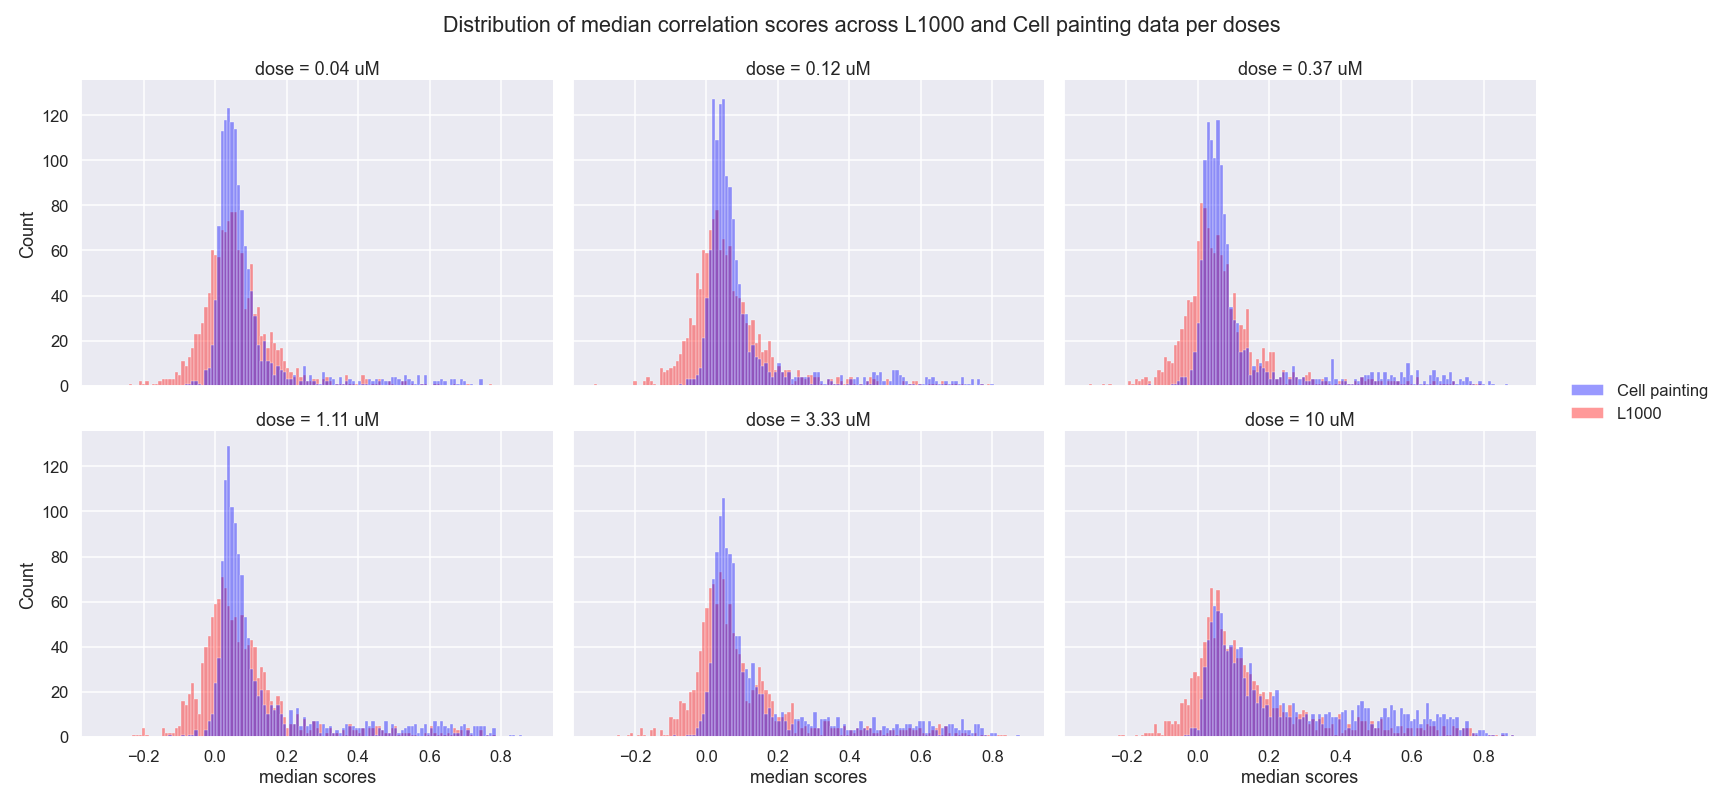 Distribution of median correlation scores across L1000 and Cell painting data per doses
dose = 0.04 uM
dose = 0.12 uM
dose = 0.37 uM
120
100
80
60
40
20
0
Count
−0.2 0.0 0.2 0.4 0.6 0.8
−0.2 0.0 0.2 0.4 0.6 0.8
−0.2 0.0 0.2 0.4 0.6 0.8
dose = 1.11 uM
dose = 3.33 uM
dose = 10 uM
120
100
80
60
40
20
0
Count
median scores
median scores
median scores
Cell painting
L1000